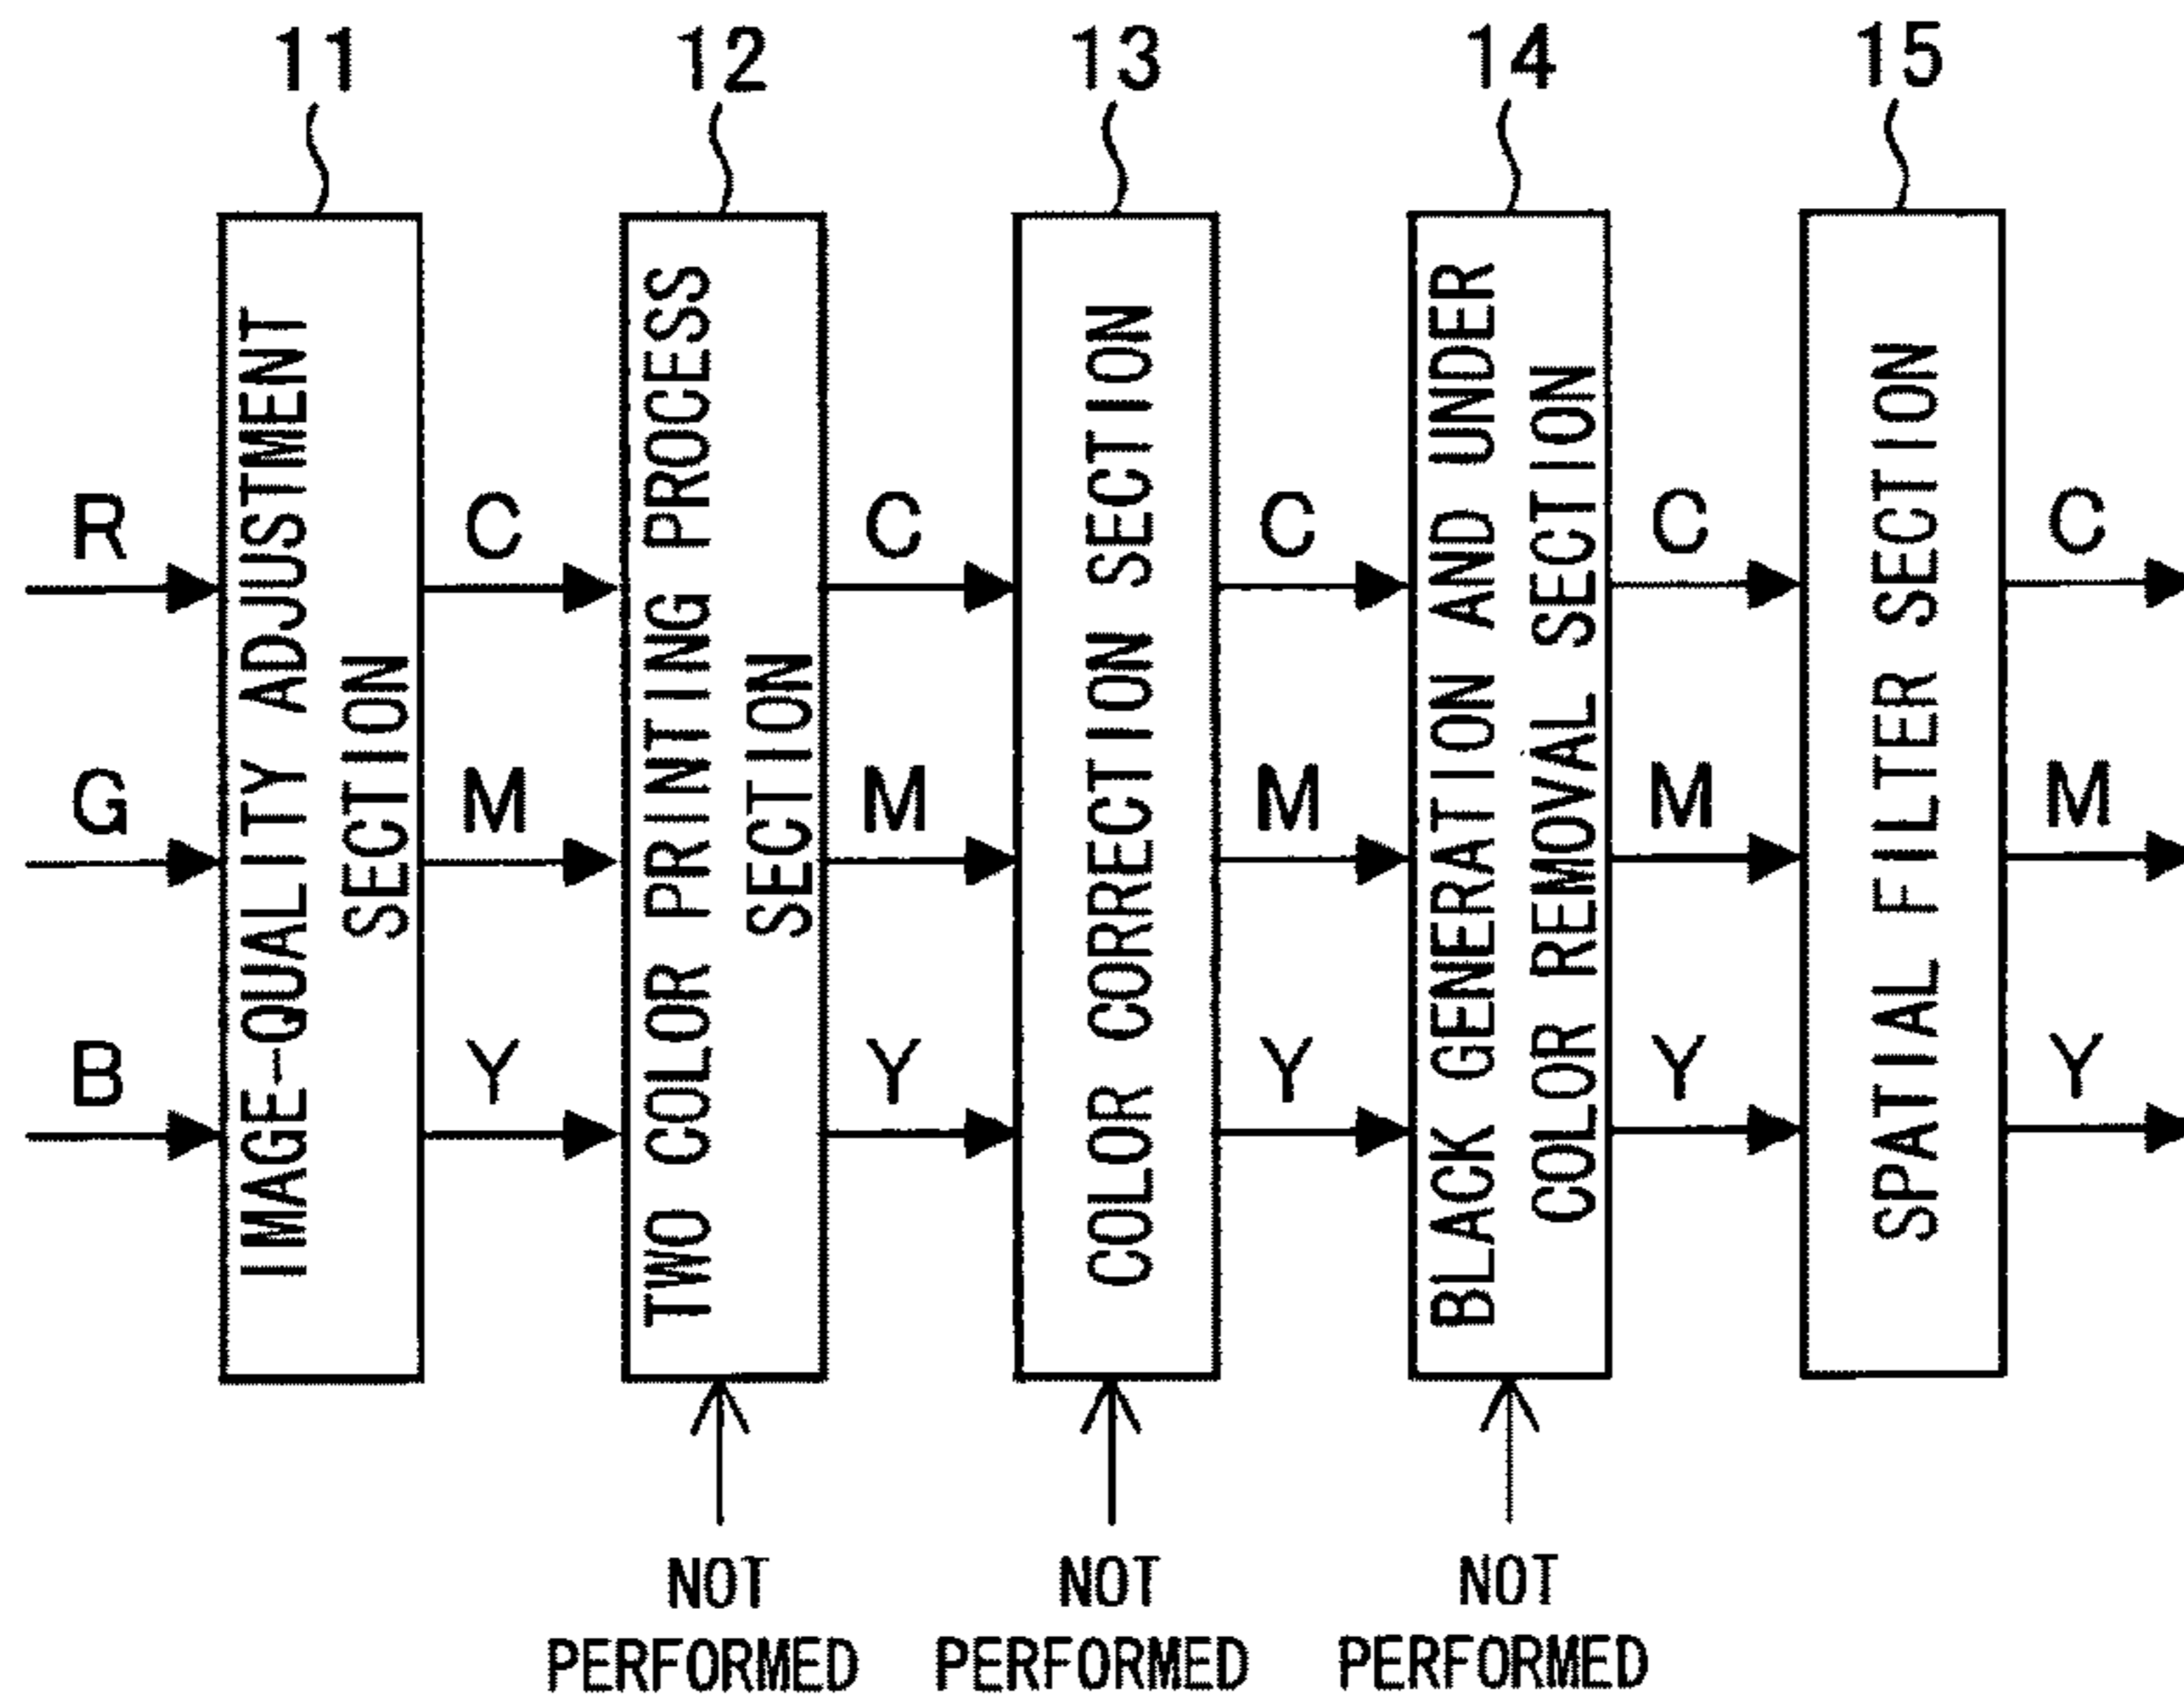 11
12
13
14
15
R
G
B
IMAGE-QUALITY ADJUSTMENT
SECTION
C
M
Y
TWO COLOR PRINTING PROCESS
SECTION
C
M
Y
COLOR CORRECTION SECTION
C
M
Y
BLACK GENERATION AND UNDER
COLOR REMOVAL SECTION
C
M
Y
SPATIAL FILTER SECTION
C
M
Y
NOT
PERFORMED
NOT
PERFORMED
NOT
PERFORMED